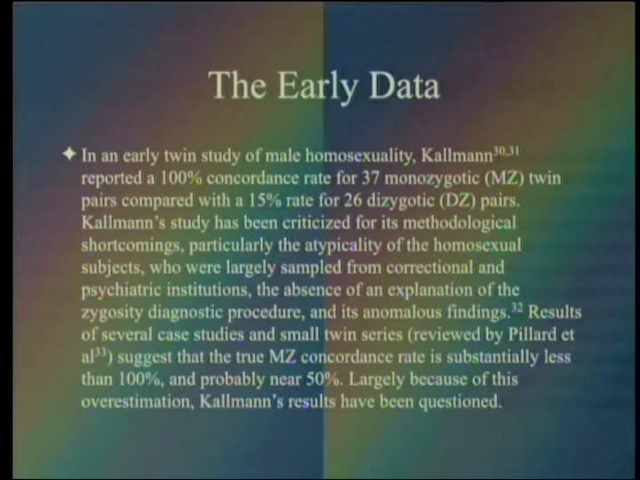 The Early Data
✦ In an early twin study of male homosexuality, Kallmann30,31
reported a 100% concordance rate for 37 monozygotic (MZ) twin
pairs compared with a 15% rate for 26 dizygotic (DZ) pairs.
Kallmann's study has been criticized for its methodological
shortcomings, particularly the atypicality of the homosexual
subjects, who were largely sampled from correctional and
psychiatric institutions, the absence of an explanation of the
zygosity diagnostic procedure, and its anomalous findings.32 Results
of several case studies and small twin series (reviewed by Pillard et
al33) suggest that the true MZ concordance rate is substantially less
than 100%, and probably near 50%. Largely because of this
overestimation, Kallmann's results have been questioned.